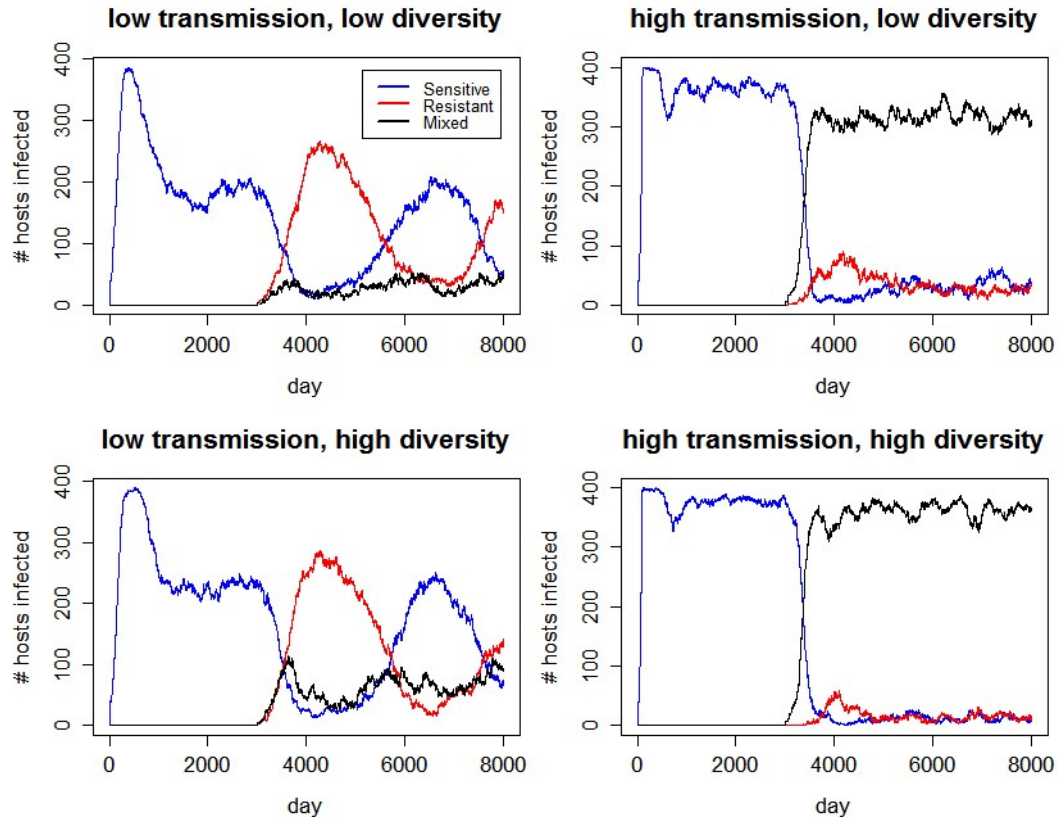 low transmission, low diversity
# hosts infected
400
300
200
100
0
Sensitive
Resistant
Mixed
0 2000 4000 6000 8000
day
high transmission, low diversity
# hosts infected
400
300
200
100
0
0 2000 4000 6000 8000
day
low transmission, high diversity
# hosts infected
400
300
200
100
0
0 2000 4000 6000 8000
day
high transmission, high diversity
# hosts infected
400
300
200
100
0
0 2000 4000 6000 8000
day